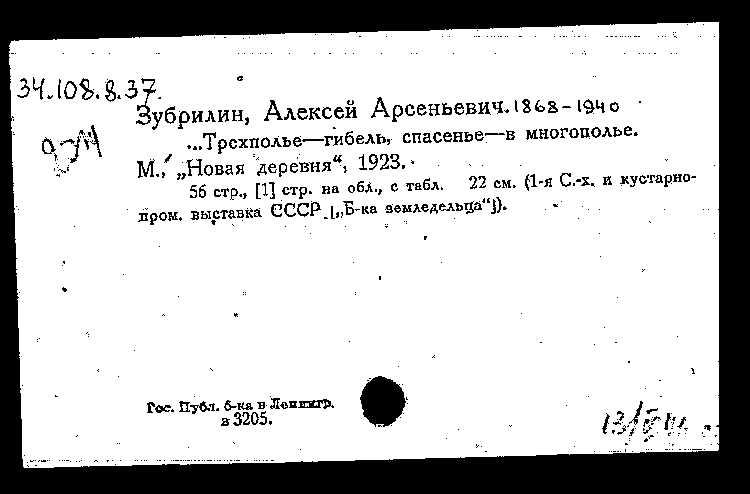 34.108.8.37.
Зубрилин, Алексей Арсеньевич. 1868-1940
...Трехполье—гибель, спасенье—в многополье.
М., „Новая деревня“, 1923.
56 стр., [1] стр. на обл., с табл. 22 см. (1-я С.-х. и кустарно-
пром. выставка СССР. [„Б-ка земледельца“]).
Гос. Публ. б-ка в Ленингр.
в 3205.